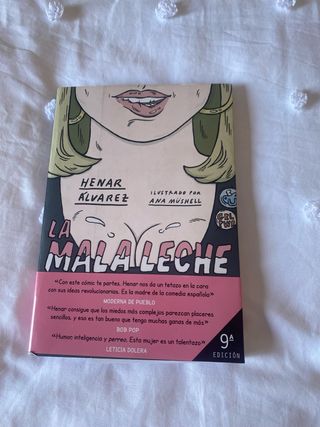 HENAR
ÁLVAREZ
ILUSTRADO POR
ANA MÜSHELL
LA
MALA LECHE
«Con este cómic te partes. Henar nos da un tetazo en la cara
con sus ideas revolucionarias. Es la madre de la comedia española»
MODERNA DE PUEBLO
«Henar consigue que los miedos más complejos parezcan placeres
sencillos, y eso es tan bueno que tengo muchas ganas de más».
BOB POP
«Humor, inteligencia y perreo. Esta mujer es un talentazo»
LETICIA DOLERA
9ª
EDICIÓN